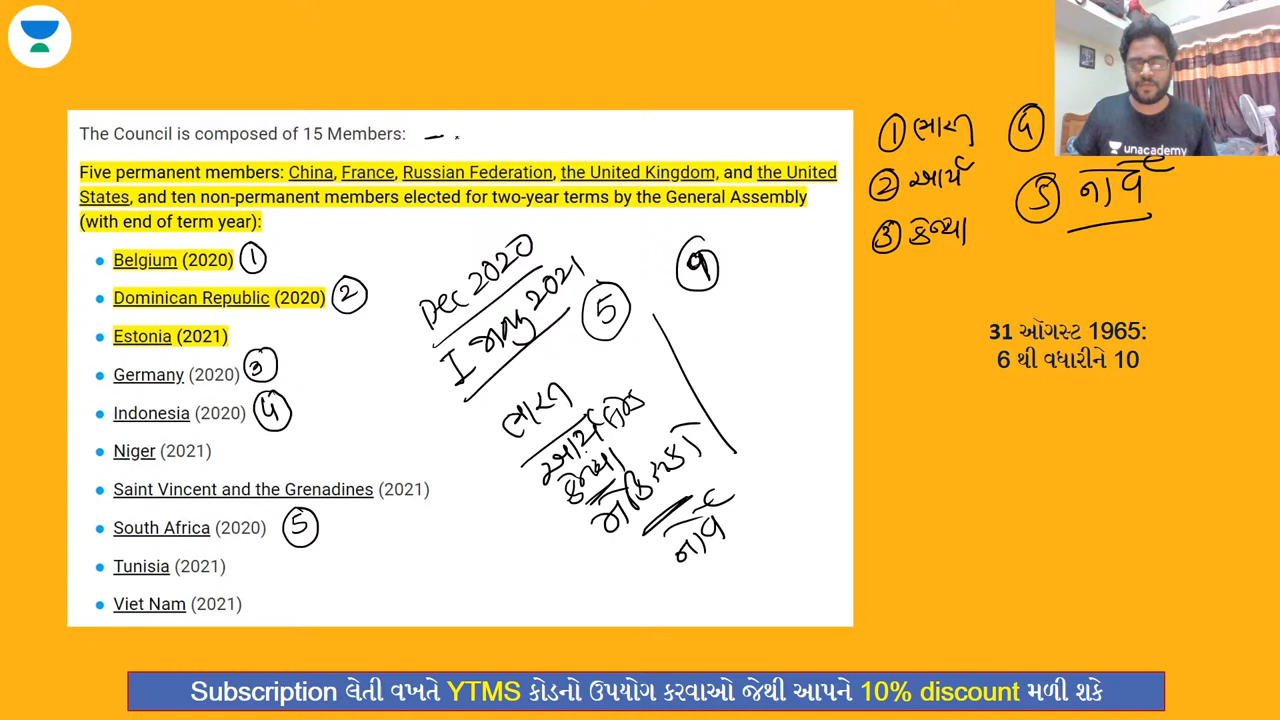 The Council is composed of 15 Members:
Five permanent members: China, France, Russian Federation, the United Kingdom, and the United
States, and ten non-permanent members elected for two-year terms by the General Assembly
(with end of term year):
Belgium (2020) 1
Dominican Republic (2020) 2
Estonia (2021)
Germany (2020) 3
Indonesia (2020) 4
Niger (2021)
Saint Vincent and the Grenadines (2021)
South Africa (2020) 5
Tunisia (2021)
Viet Nam (2021)
Dec 2020
2021
5
ભારત
કેન્યા
મેક્સિકો
નોર્વે
1 ભારત
2 આર્ય
3 કેન્યા
નોર્વે
unacademy
31 ઑગસ્ટ 1965:
6 થી વધારીને 10
Subscription લેતી વખતે YTMS કોડનો ઉપયોગ કરવાઓ જેથી આપને 10% discount મળી શકે